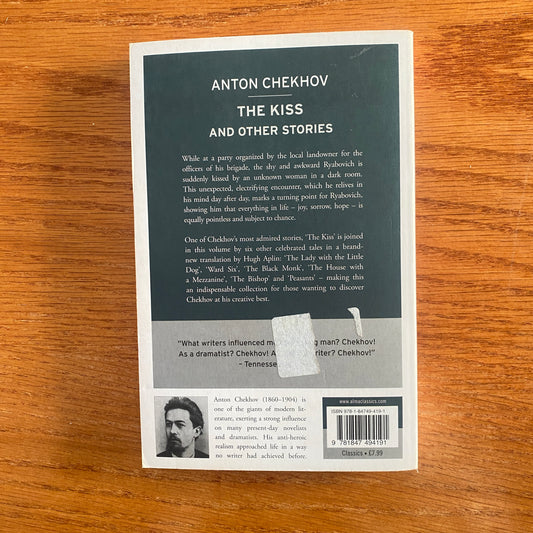 ANTON CHEKHOV
THE KISS
AND OTHER STORIES
While at a party organized by the local landowner for the
officers of his brigade, the shy and awkward Ryabovich is
suddenly kissed by an unknown woman in a dark room.
This unexpected, electrifying encounter, which he relives in
his mind day after day, marks a turning point for Ryabovich,
showing him that everything in life – joy, sorrow, hope – is
equally pointless and subject to chance.
One of Chekhov's most admired stories, 'The Kiss' is joined
in this volume by six other celebrated tales in a brand-
new translation by Hugh Aplin: 'The Lady with the Little
Dog', 'Ward Six', 'The Black Monk', 'The House with
a Mezzanine', 'The Bishop' and 'Peasants' – making this
an indispensable collection for those wanting to discover
Chekhov at his creative best.
"What writers influenced man? Chekhov!
As a dramatist? Chekhov! A writer? Chekhov!"
– Tennessee
Anton Chekhov (1860–1904) is
one of the giants of modern lit-
erature, exerting a strong influence
on many present-day novelists
and dramatists. His anti-heroic
realism approached life in a way
no writer had achieved before.
www.almaclassics.com
ISBN 978-1-84749-419-1
9 781847 494191
Classics • £7.99